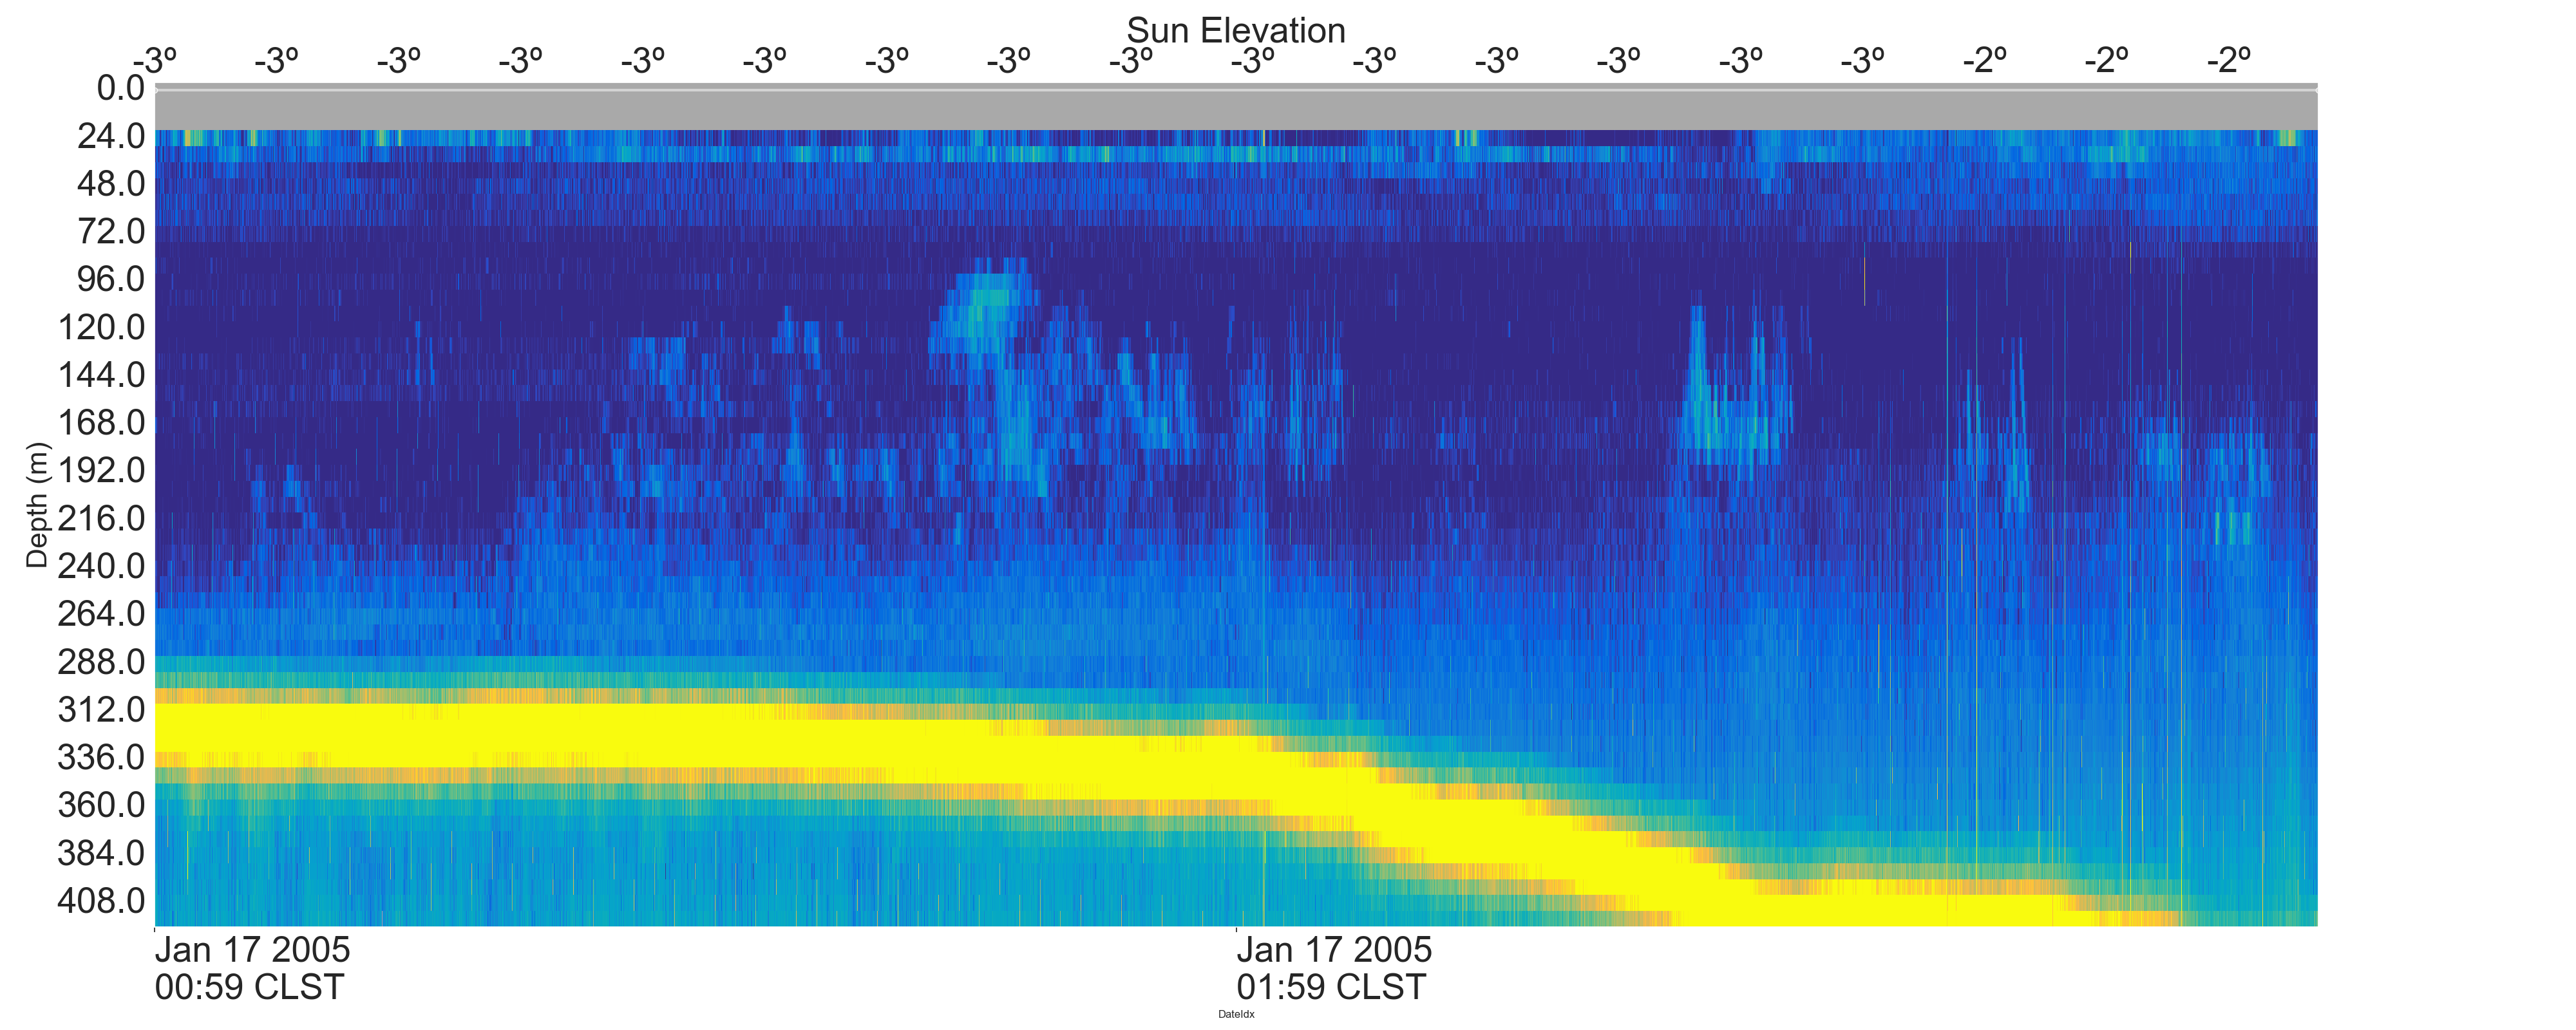 Sun Elevation
-3º -3º -3º -3º -3º -3º -3º -3º -3º -3º -3º -3º -3º -3º -3º -2º -2º -2º
0.0
24.0
48.0
72.0
96.0
120.0
144.0
168.0
192.0
216.0
240.0
264.0
288.0
312.0
336.0
360.0
384.0
408.0
Depth (m)
Jan 17 2005
00:59 CLST
Jan 17 2005
01:59 CLST
DateIdx